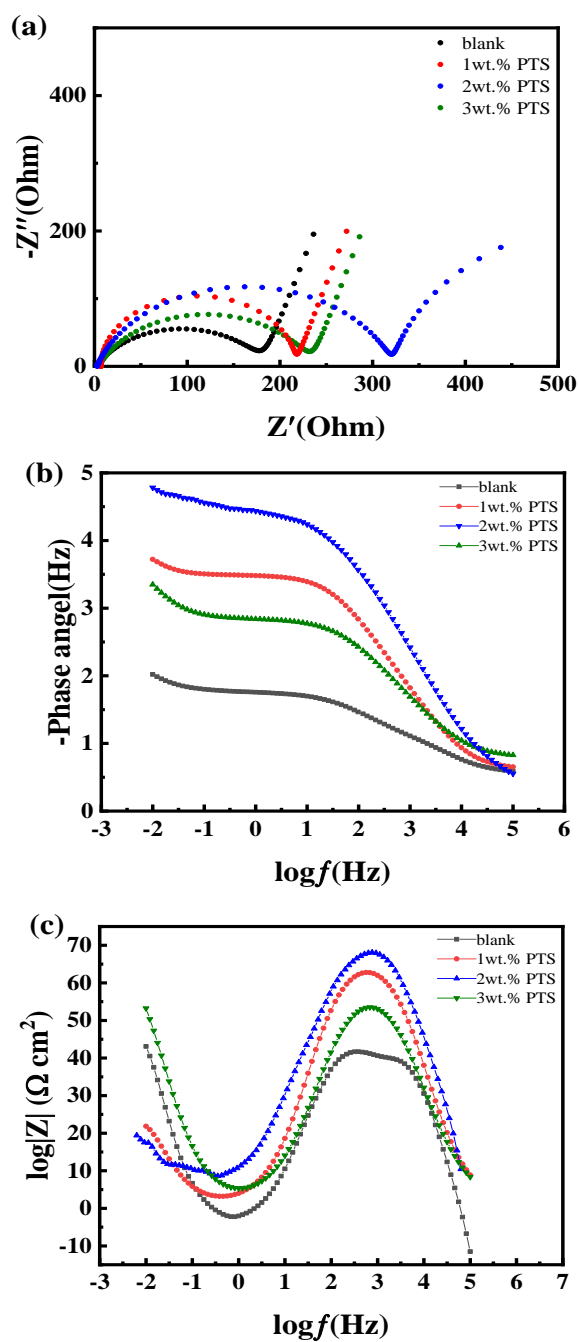 (a)
blank
1wt.% PTS
2wt.% PTS
3wt.% PTS
400
200
0
-Z''(Ohm)
0 100 200 300 400 500
Z'(Ohm)
(b)
blank
1wt.% PTS
2wt.% PTS
3wt.% PTS
5
4
3
2
1
0
-Phase angel(Hz)
-3 -2 -1 0 1 2 3 4 5 6
logf(Hz)
(c)
blank
1wt.% PTS
2wt.% PTS
3wt.% PTS
70
60
50
40
30
20
10
0
-10
log|Z| (Ω cm²)
-3 -2 -1 0 1 2 3 4 5 6 7
logf(Hz)